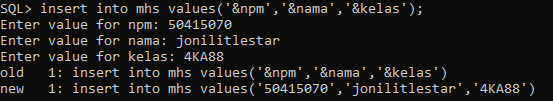 SQL> insert into mhs values('&npm','&nama','&kelas');
Enter value for npm: 50415070
Enter value for nama: jonilitlestar
Enter value for kelas: 4KA88
old   1: insert into mhs values('&npm','&nama','&kelas')
new   1: insert into mhs values('50415070','jonilitlestar','4KA88')